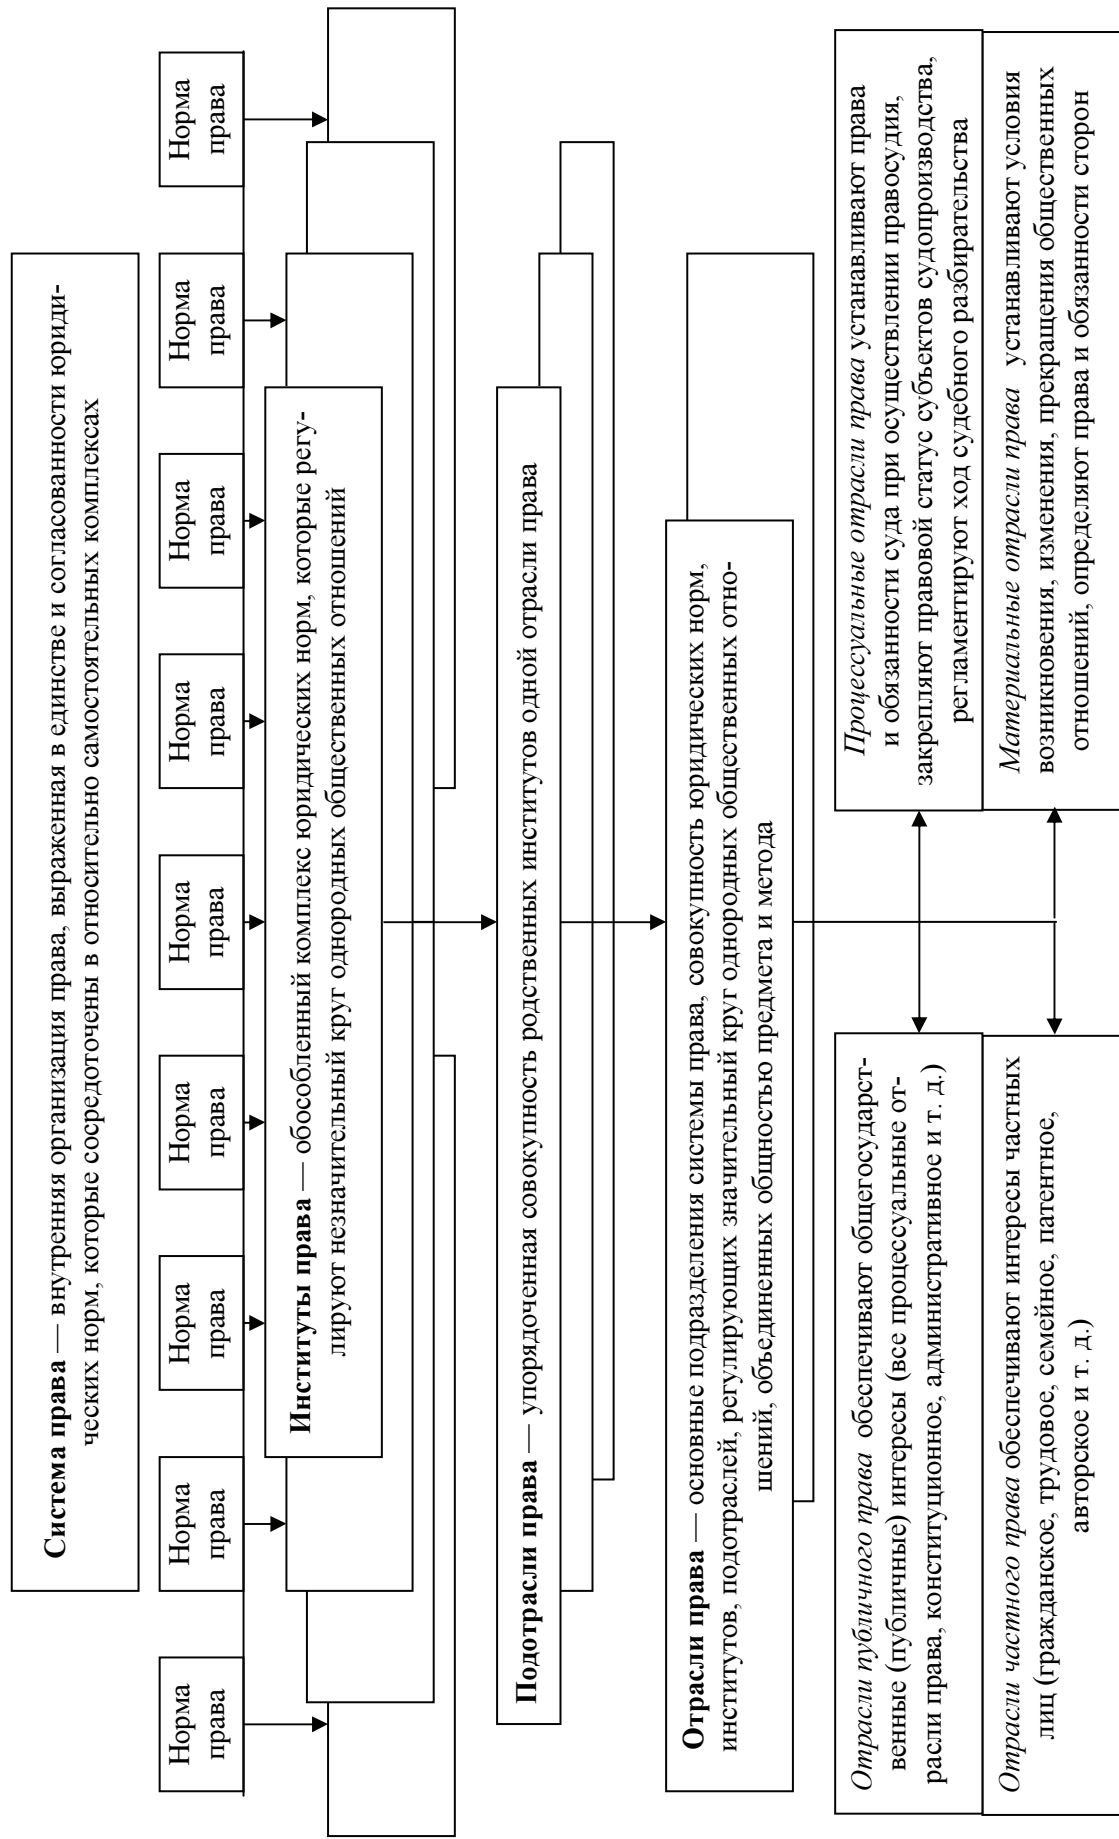 Система права — внутренняя организация права, выраженная в единстве и согласованности юриди-
ческих норм, которые сосредоточены в относительно самостоятельных комплексах
Норма
права
Норма
права
Норма
права
Норма
права
Норма
права
Норма
права
Норма
права
Норма
права
Норма
права
Институты права — обособленный комплекс юридических норм, которые регу-
лируют незначительный круг однородных общественных отношений
Подотрасли права — упорядоченная совокупность родственных институтов одной отрасли права
Отрасли права — основные подразделения системы права, совокупность юридических норм,
институтов, подотраслей, регулирующих значительный круг однородных общественных отно-
шений, объединенных общностью предмета и метода
Отрасли публичного права обеспечивают общегосударст-
венные (публичные) интересы (все процессуальные от-
расли права, конституционное, административное и т. д.)
Отрасли частного права обеспечивают интересы частных
лиц (гражданское, трудовое, семейное, патентное,
авторское и т. д.)
Процессуальные отрасли права устанавливают права
и обязанности суда при осуществлении правосудия,
закрепляют правовой статус субъектов судопроизводства,
регламентируют ход судебного разбирательства
Материальные отрасли права устанавливают условия
возникновения, изменения, прекращения общественных
отношений, определяют права и обязанности сторон